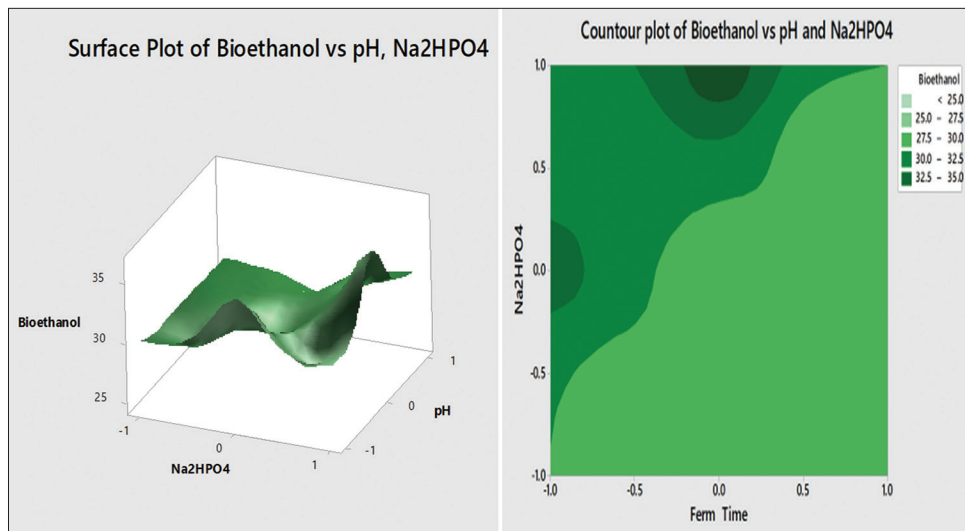 Surface Plot of Bioethanol vs pH, Na2HPO4
35
Bioethanol
30
25
-1
0
1
Na2HPO4
-1
0
1
pH
Countour plot of Bioethanol vs pH and Na2HPO4
1.0
0.5
0.0
-0.5
-1.0
Na2HPO4
-1.0
-0.5
0.0
0.5
1.0
Ferm Time
Bioethanol
< 25.0
25.0 – 27.5
27.5 – 30.0
30.0 – 32.5
32.5 – 35.0